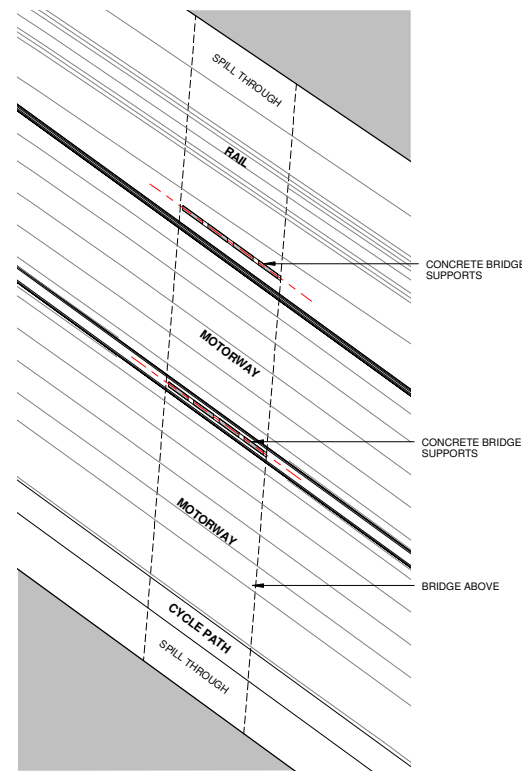 SPILL THROUGH
RAIL
CONCRETE BRIDGE
SUPPORTS
MOTORWAY
CONCRETE BRIDGE
SUPPORTS
MOTORWAY
BRIDGE ABOVE
CYCLE PATH
SPILL THROUGH